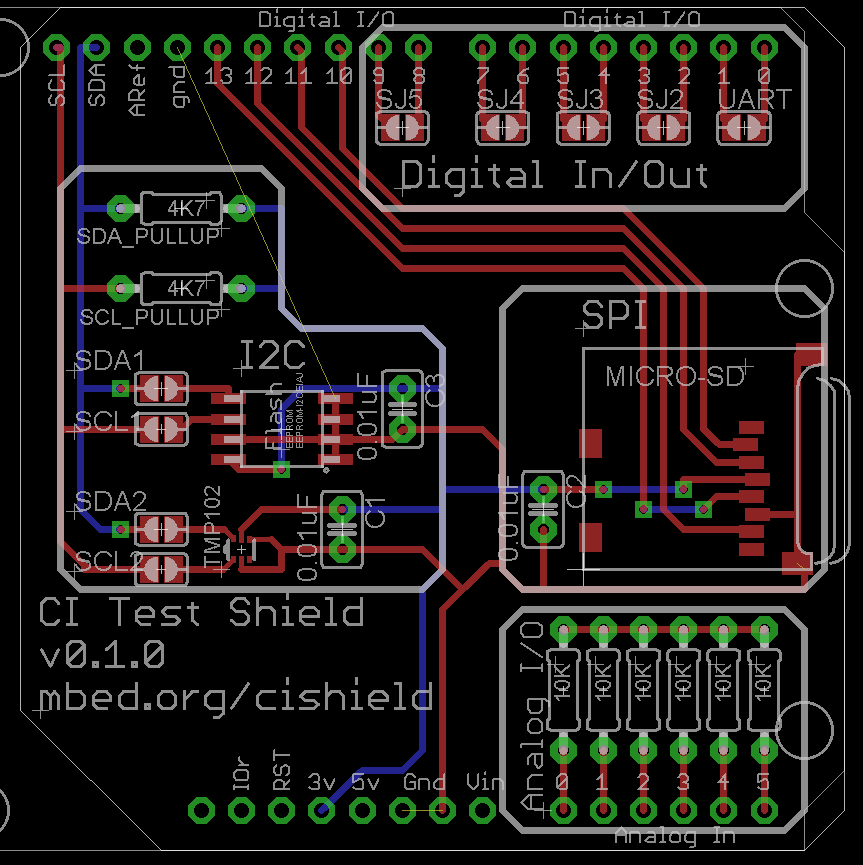 Digital I/O Digital I/O
SCL SDA ARef gnd 13 12 11 10 9 8 7 6 5 4 3 2 1 0
SJ5 SJ4 SJ3 SJ2 UART
Digital In/Out
4K7
SDA_PULLUP
4K7
SCL_PULLUP
SPI
I2C
SDA1
MICRO-SD
SCL1
Flash
EEPROM
0.01uF C3
SDA2
TMP102
0.01uF C1
0.01uF C2
SCL2
CI Test Shield
v0.1.0
mbed.org/cishield
Analog I/O
10K 10K 10K 10K 10K 10K
IOr RST 3v 5v Gnd Vin
0 1 2 3 4 5
Analog In